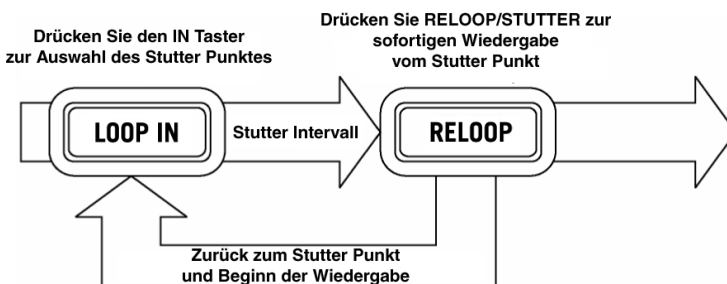 Drücken Sie den IN Taster
zur Auswahl des Stutter Punktes
Drücken Sie RELOOP/STUTTER zur
sofortigen Wiedergabe
vom Stutter Punkt
LOOP IN
Stutter Intervall
RELOOP
Zurück zum Stutter Punkt
und Beginn der Wiedergabe